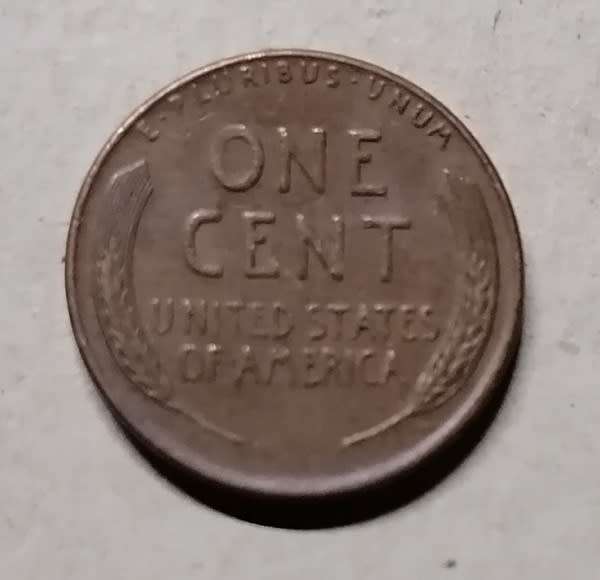 E·PLURIBUS·UNUM
ONE
CENT
UNITED STATES
OF AMERICA